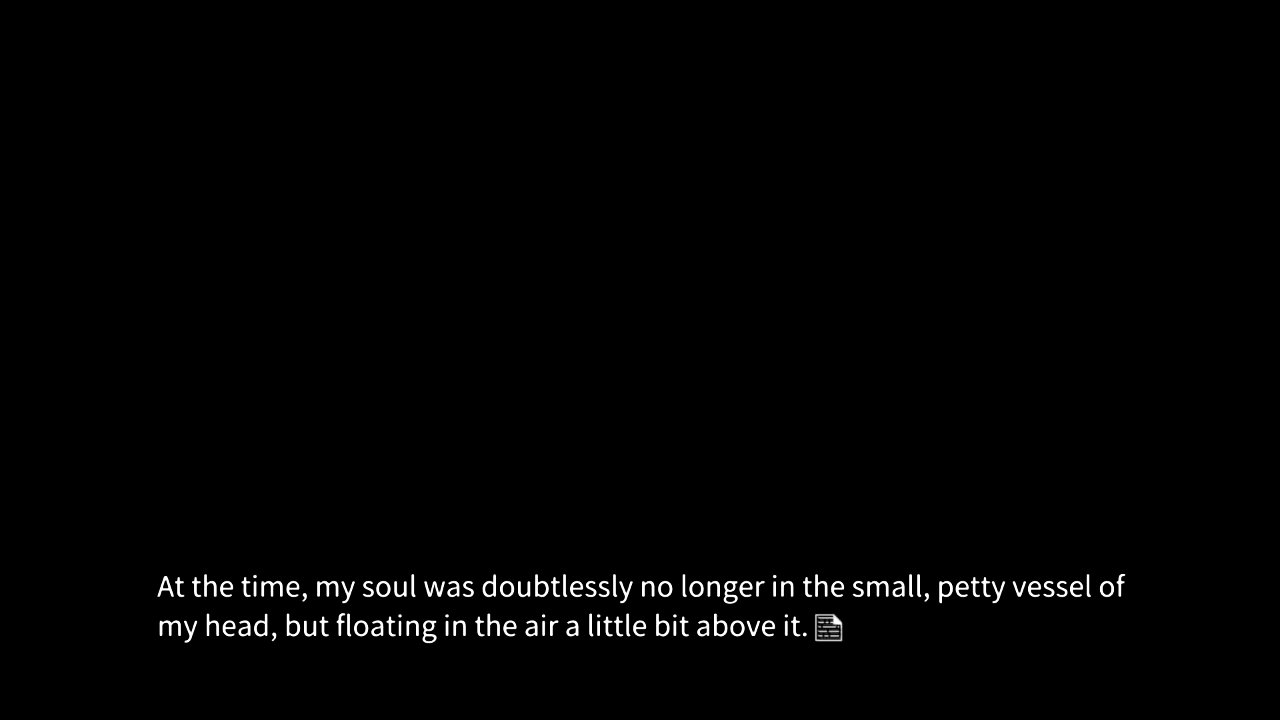 At the time, my soul was doubtlessly no longer in the small, petty vessel of
my head, but floating in the air a little bit above it.